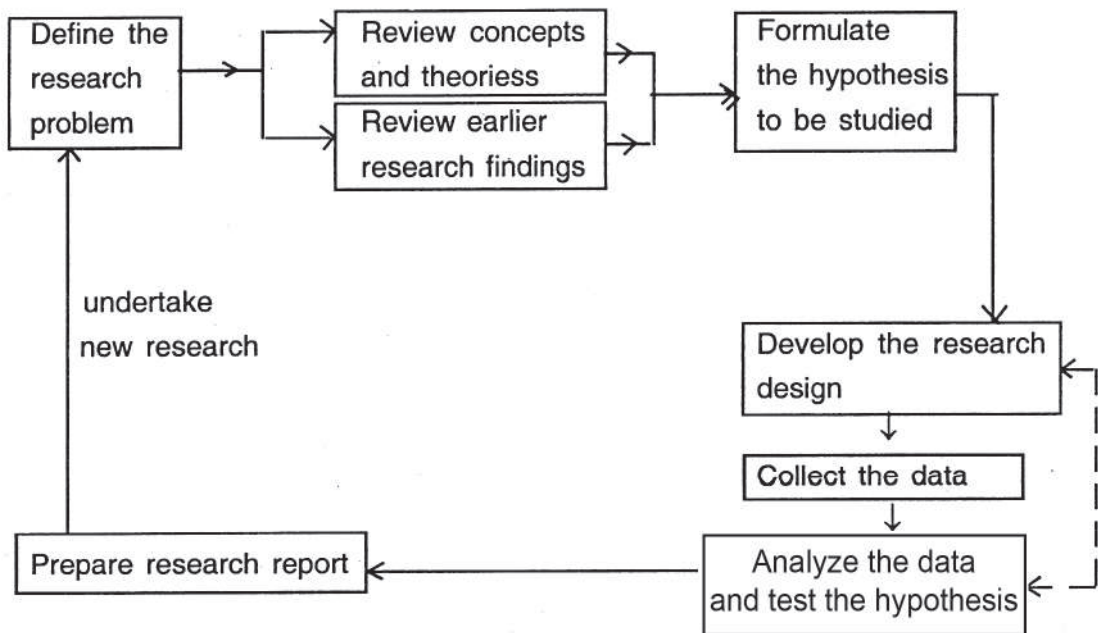 Define the
research
problem
Review concepts
and theoriess
Review earlier
research findings
Formulate
the hypothesis
to be studied
Develop the research
design
Collect the data
Analyze the data
and test the hypothesis
Prepare research report
undertake
new research